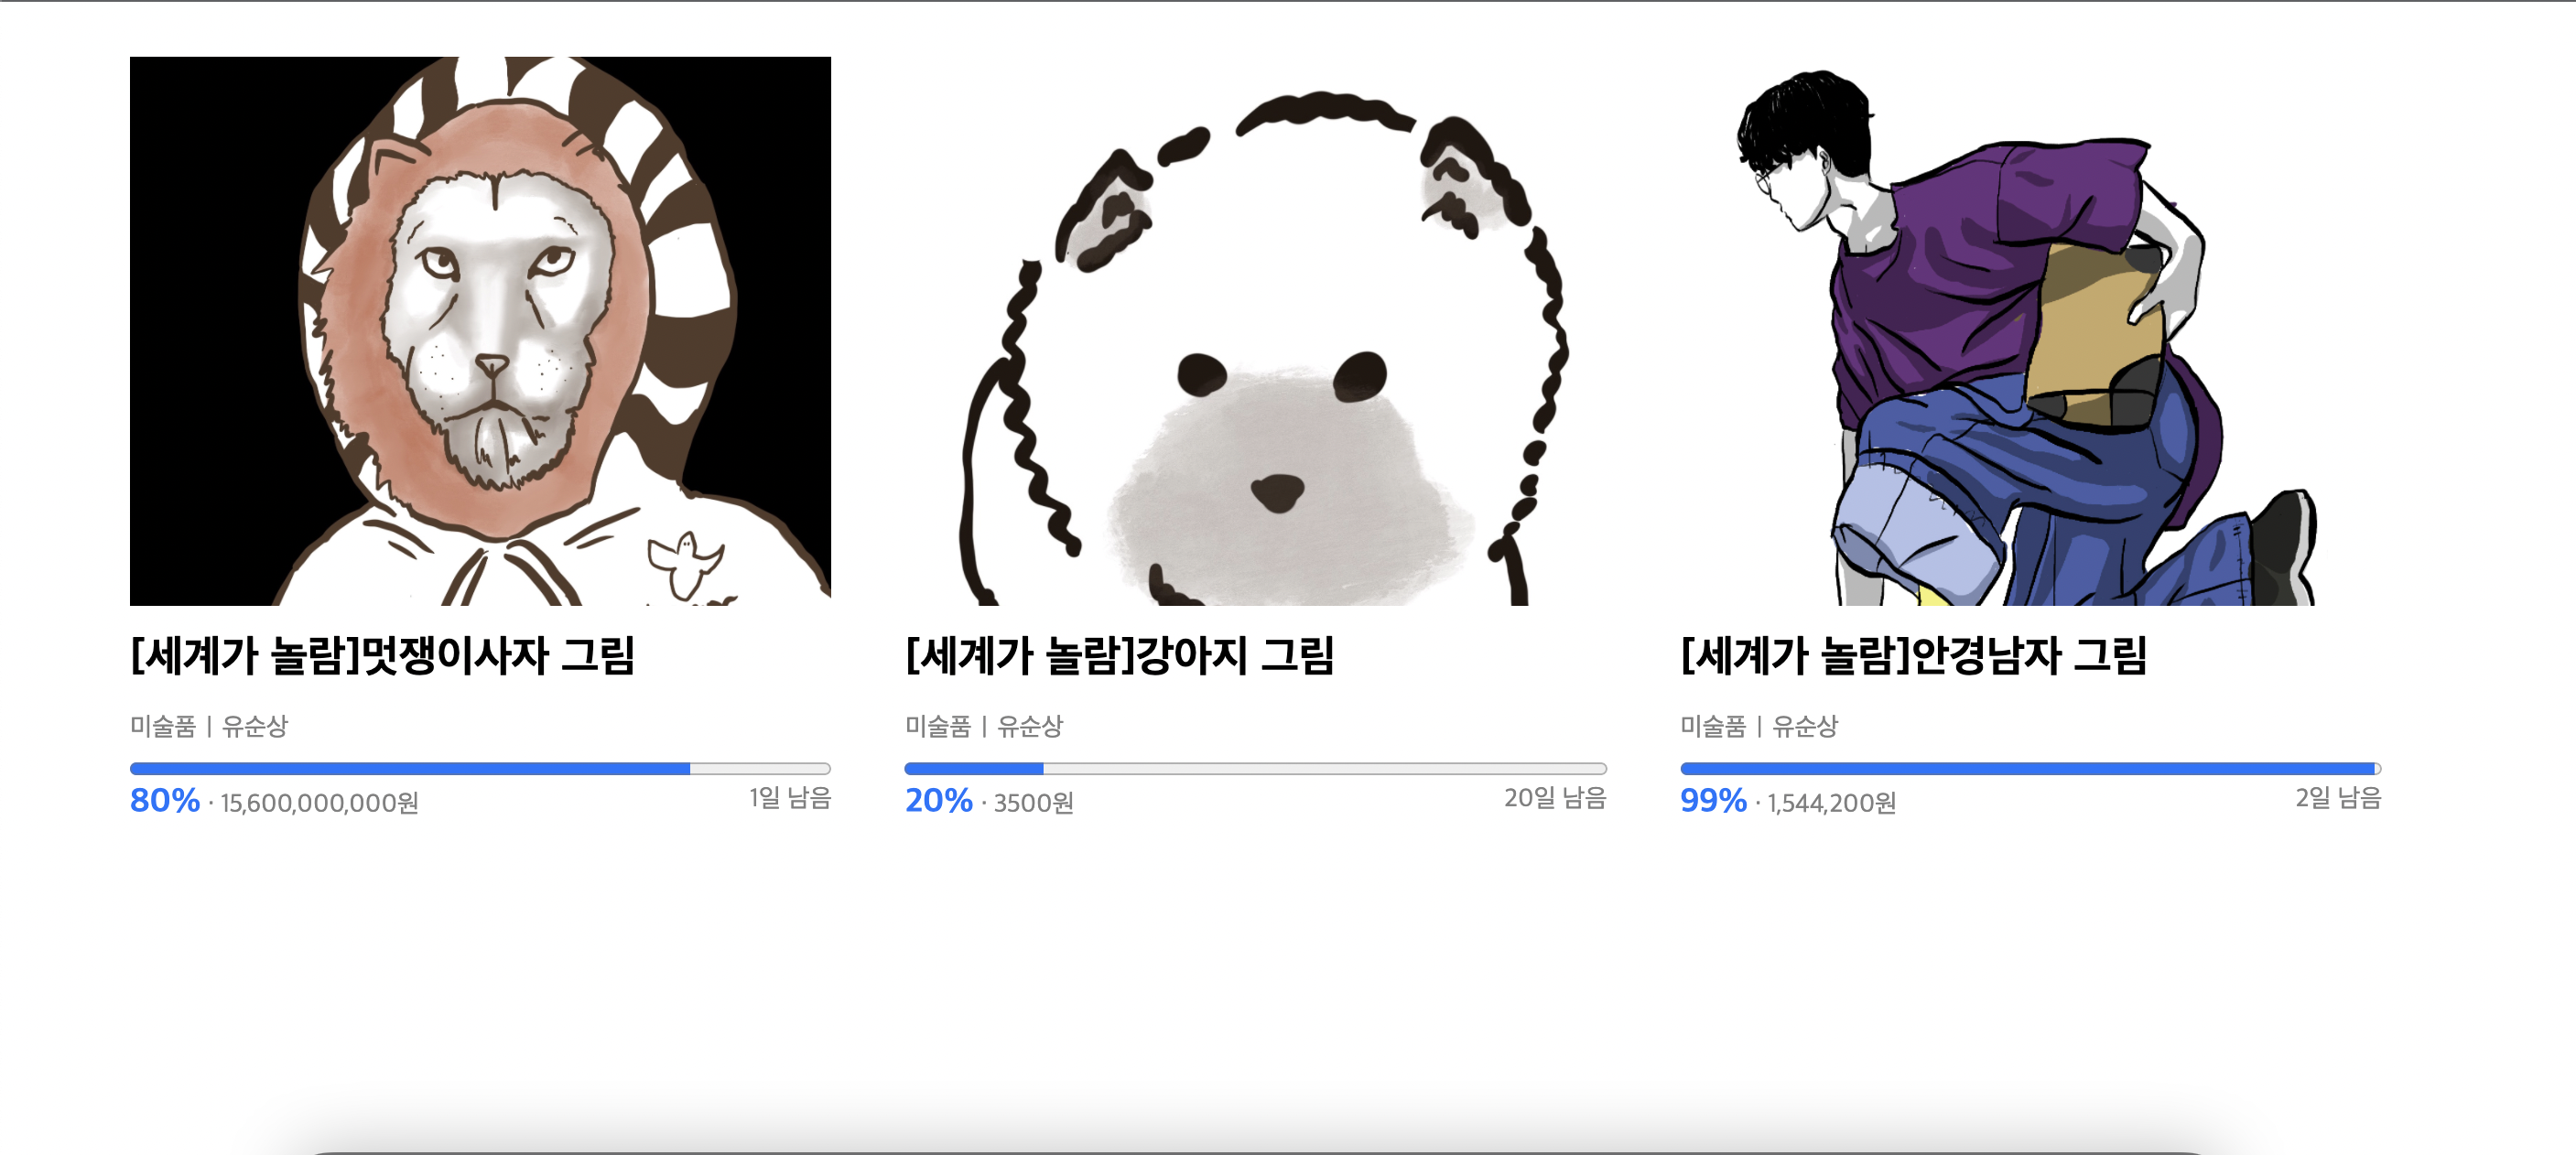 [세계가 놀람]멋쟁이사자 그림
미술품 | 유순상
80% · 15,600,000,000원
1일 남음
[세계가 놀람]강아지 그림
미술품 | 유순상
20% · 3500원
20일 남음
[세계가 놀람]안경남자 그림
미술품 | 유순상
99% · 1,544,200원
2일 남음